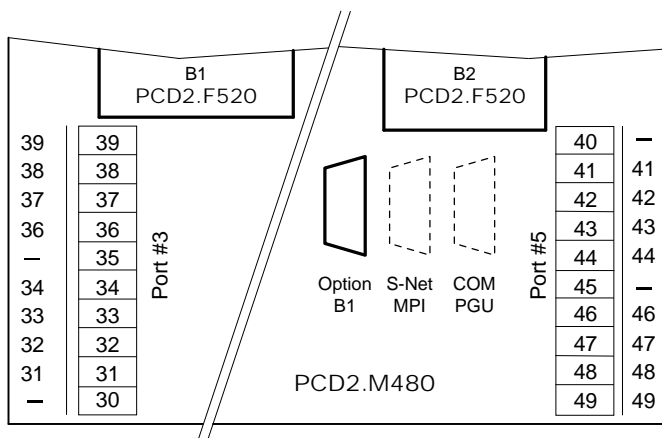 B1
PCD2.F520
B2
PCD2.F520
39 39
38 38
37 37
36 36
– 35
34 34
33 33
32 32
31 31
– 30
Port #3
Option
B1
S-Net
MPI
COM
PGU
PCD2.M480
Port #5
40 –
41 41
42 42
43 43
44 44
45 –
46 46
47 47
48 48
49 49